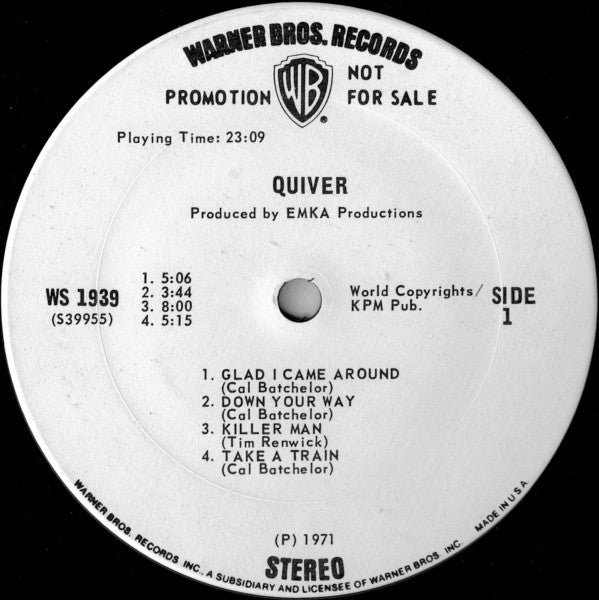 WARNER BROS. RECORDS
PROMOTION WB NOT FOR SALE
®
Playing Time: 23:09
QUIVER
Produced by EMKA Productions
WS 1939
(S39955)
1. 5:06
2. 3:44
3. 8:00
4. 5:15
World Copyrights/
KPM Pub.
SIDE
1
1. GLAD I CAME AROUND
(Cal Batchelor)
2. DOWN YOUR WAY
(Cal Batchelor)
3. KILLER MAN
(Tim Renwick)
4. TAKE A TRAIN
(Cal Batchelor)
(P) 1971
STEREO
WARNER BROS. RECORDS INC., A SUBSIDIARY AND LICENSEE OF WARNER BROS. INC. MADE IN U.S.A.